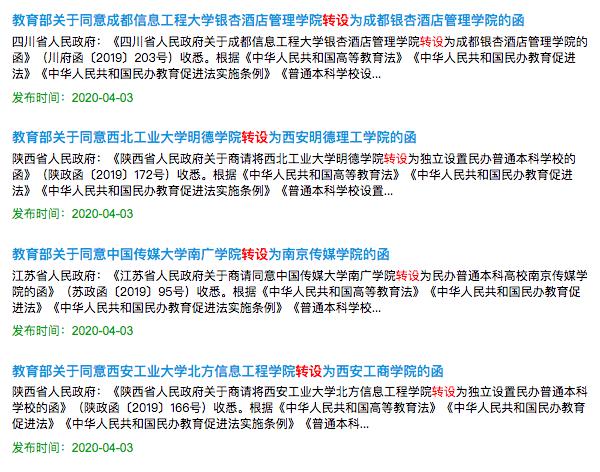 教育部关于同意成都信息工程大学银杏酒店管理学院转设为成都银杏酒店管理学院的函
四川省人民政府：《四川省人民政府关于成都信息工程大学银杏酒店管理学院转设为成都银杏酒店管理学院的
函》（川府函〔2019〕203号）收悉。根据《中华人民共和国高等教育法》《中华人民共和国民办教育促进
法》《中华人民共和国民办教育促进法实施条例》《普通本科学校设...
发布时间：2020-04-03
教育部关于同意西北工业大学明德学院转设为西安明德理工学院的函
陕西省人民政府：《陕西省人民政府关于商请将西北工业大学明德学院转设为独立设置民办普通本科学校的
函》（陕政函〔2019〕172号）收悉。根据《中华人民共和国高等教育法》《中华人民共和国民办教育促进
法》《中华人民共和国民办教育促进法实施条例》《普通本科学校设置...
发布时间：2020-04-03
教育部关于同意中国传媒大学南广学院转设为南京传媒学院的函
江苏省人民政府：《江苏省人民政府关于商请同意中国传媒大学南广学院转设为民办普通本科高校南京传媒学
院的函》（苏政函〔2019〕95号）收悉。根据《中华人民共和国高等教育法》《中华人民共和国民办教育促
进法》《中华人民共和国民办教育促进法实施条例》《普通本科学校...
发布时间：2020-04-03
教育部关于同意西安工业大学北方信息工程学院转设为西安工商学院的函
陕西省人民政府：《陕西省人民政府关于商请将西安工业大学北方信息工程学院转设为独立设置民办普通本科
学校的函》（陕政函〔2019〕166号）收悉。根据《中华人民共和国高等教育法》《中华人民共和国民办教育
促进法》《中华人民共和国民办教育促进法实施条例》《普通本科...
发布时间：2020-04-03